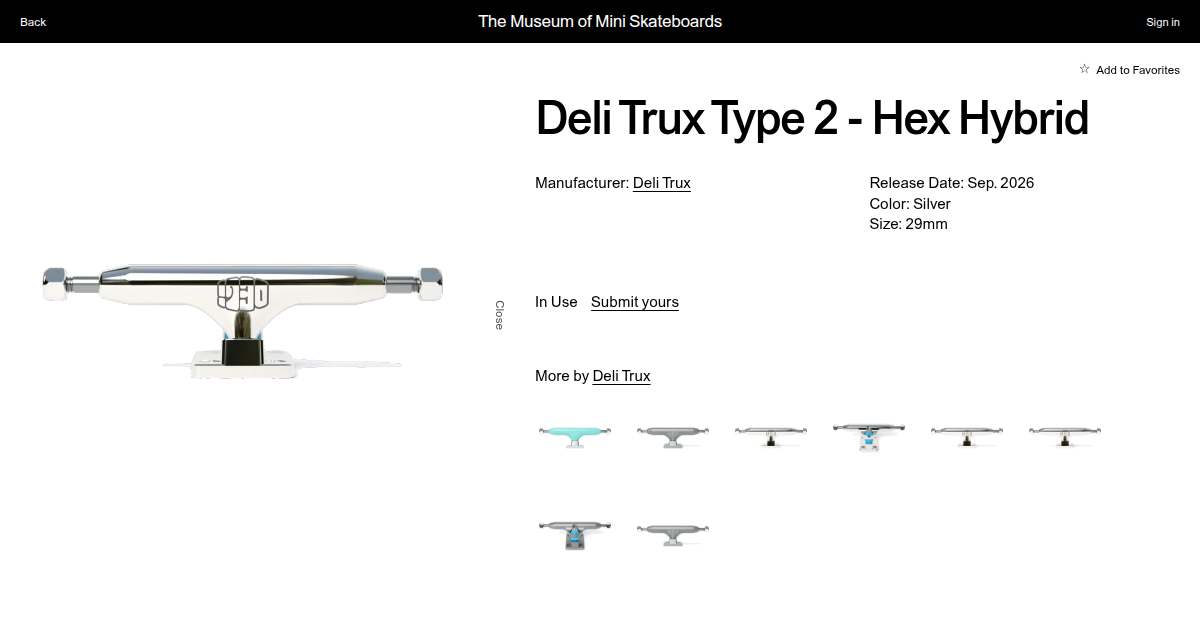 Back
The Museum of Mini Skateboards
Sign in
☆ Add to Favorites
Deli Trux Type 2 - Hex Hybrid
Manufacturer: Deli Trux
Release Date: Sep. 2026
Color: Silver
Size: 29mm
Close
In Use Submit yours
More by Deli Trux